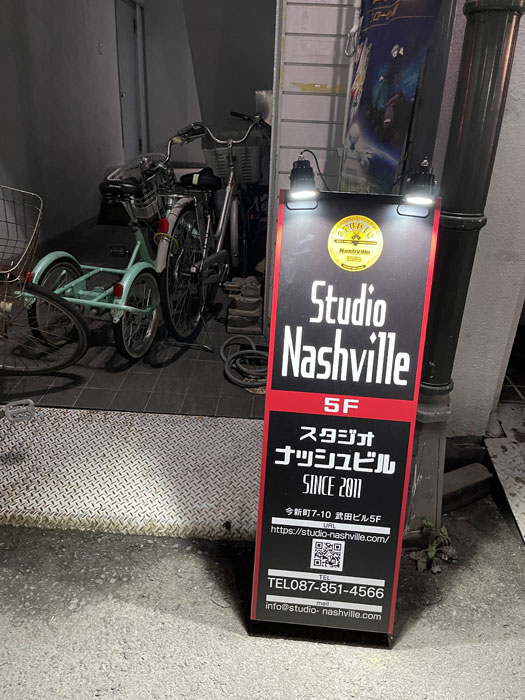 STUDIO
Nashville
Studio
Nashville
5F
スタジオ
ナッシュビル
SINCE 2011
今新町7-10 武田ビル5F
URL
https://studio-nashville.com/
TEL
TEL087-851-4566
mail
info@studio- nashville.com